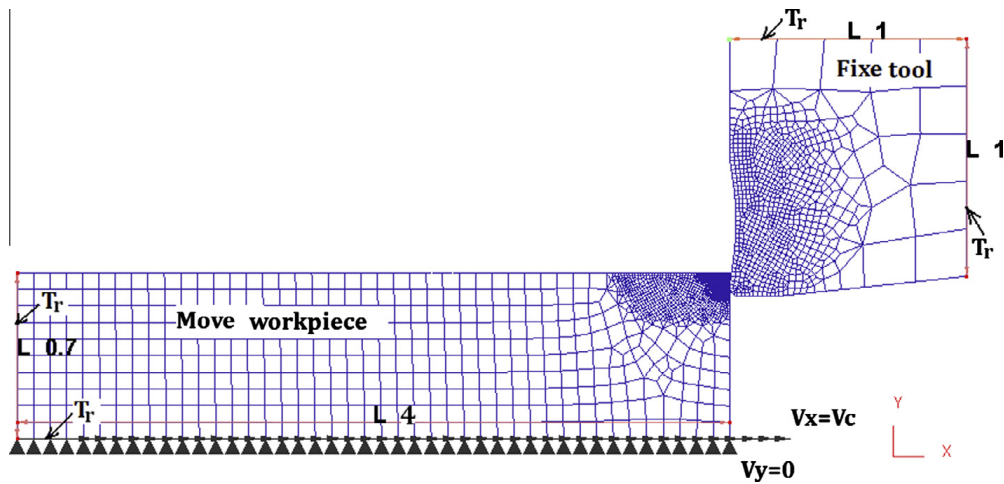 Tr
L 1
Fixe tool
L 1
Tr
Tr
Move workpiece
L 0.7
Tr
L 4
Vx=Vc
Vy=0
Y
X